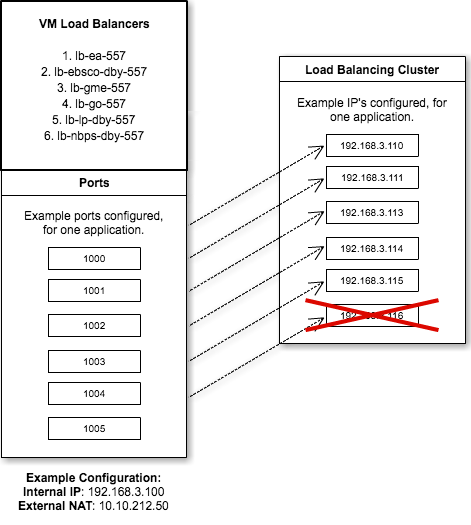 VM Load Balancers
1. lb-ea-557
2. lb-ebsco-dby-557
3. lb-gme-557
4. lb-go-557
5. lb-lp-dby-557
6. lb-nbps-dby-557
Ports
Example ports configured,
for one application.
1000
1001
1002
1003
1004
1005
Example Configuration:
Internal IP: 192.168.3.100
External NAT: 10.10.212.50
Load Balancing Cluster
Example IP's configured, for
one application.
192.168.3.110
192.168.3.111
192.168.3.113
192.168.3.114
192.168.3.115
192.168.3.116